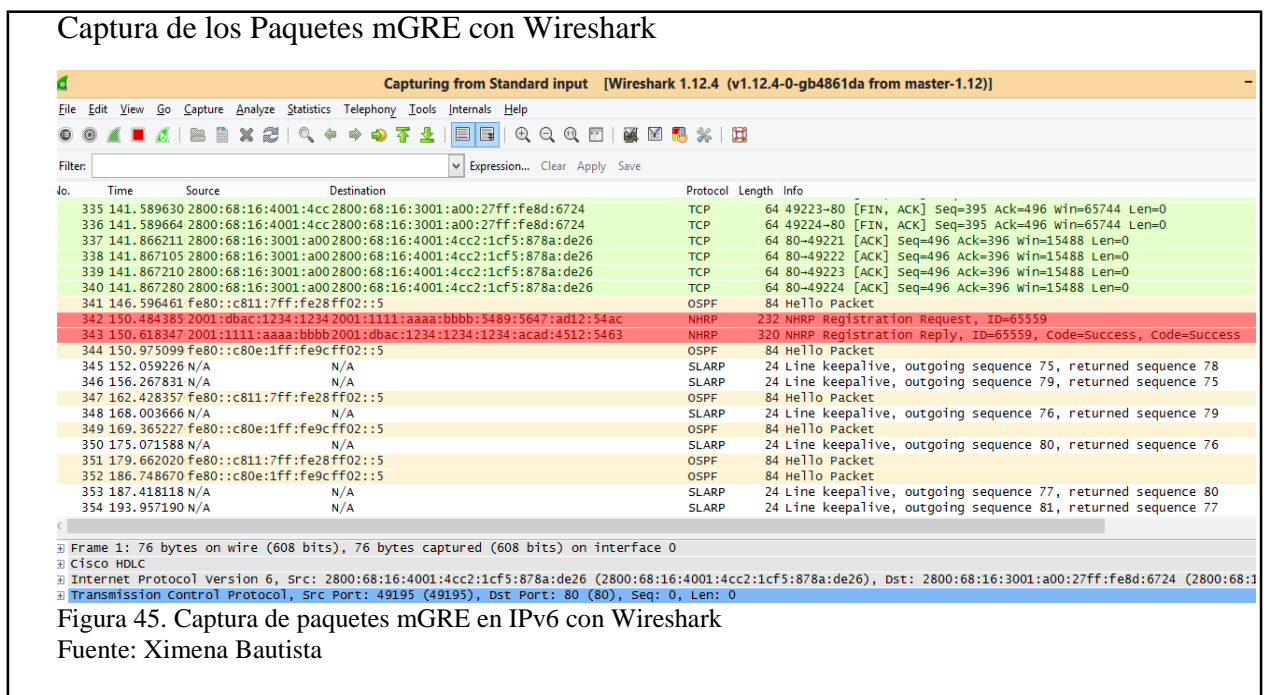 Captura de los Paquetes mGRE con Wireshark
Capturing from Standard input [Wireshark 1.12.4 (v1.12.4-0-gb4861da from master-1.12)]
File Edit View Go Capture Analyze Statistics Telephony Tools Internals Help
Filter: Expression... Clear Apply Save
No. Time Source Destination Protocol Length Info
335 141.589630 2800:68:16:4001:4cc 2800:68:16:3001:a00:27ff:fe8d:6724 TCP 64 49223→80 [FIN, ACK] Seq=395 Ack=496 Win=65744 Len=0
336 141.589664 2800:68:16:4001:4cc 2800:68:16:3001:a00:27ff:fe8d:6724 TCP 64 49224→80 [FIN, ACK] Seq=395 Ack=496 Win=65744 Len=0
337 141.866211 2800:68:16:3001:a00 2800:68:16:4001:4cc2:1cf5:878a:de26 TCP 64 80→49221 [ACK] Seq=496 Ack=396 Win=15488 Len=0
338 141.867105 2800:68:16:3001:a00 2800:68:16:4001:4cc2:1cf5:878a:de26 TCP 64 80→49222 [ACK] Seq=496 Ack=396 Win=15488 Len=0
339 141.867210 2800:68:16:3001:a00 2800:68:16:4001:4cc2:1cf5:878a:de26 TCP 64 80→49223 [ACK] Seq=496 Ack=396 Win=15488 Len=0
340 141.867280 2800:68:16:3001:a00 2800:68:16:4001:4cc2:1cf5:878a:de26 TCP 64 80→49224 [ACK] Seq=496 Ack=396 Win=15488 Len=0
341 146.596461 fe80::c811:7ff:fe28 ff02::5 OSPF 84 Hello Packet
342 150.484385 2001:dbac:1234:1234 2001:1111:aaaa:bbbb:5489:5647:ad12:54ac NHRP 232 NHRP Registration Request, ID=65559
343 150.618347 2001:1111:aaaa:bbbb 2001:dbac:1234:1234:1234:acad:4512:5463 NHRP 320 NHRP Registration Reply, ID=65559, Code=Success, Code=Success
344 150.975099 fe80::c80e:1ff:fe9c ff02::5 OSPF 84 Hello Packet
345 152.059226 N/A N/A SLARP 24 Line keepalive, outgoing sequence 75, returned sequence 78
346 156.267831 N/A N/A SLARP 24 Line keepalive, outgoing sequence 79, returned sequence 75
347 162.428357 fe80::c811:7ff:fe28 ff02::5 OSPF 84 Hello Packet
348 168.003666 N/A N/A SLARP 24 Line keepalive, outgoing sequence 76, returned sequence 79
349 169.365227 fe80::c80e:1ff:fe9c ff02::5 OSPF 84 Hello Packet
350 175.071588 N/A N/A SLARP 24 Line keepalive, outgoing sequence 80, returned sequence 76
351 179.662020 fe80::c811:7ff:fe28 ff02::5 OSPF 84 Hello Packet
352 186.748670 fe80::c80e:1ff:fe9c ff02::5 OSPF 84 Hello Packet
353 187.418118 N/A N/A SLARP 24 Line keepalive, outgoing sequence 77, returned sequence 80
354 193.957190 N/A N/A SLARP 24 Line keepalive, outgoing sequence 81, returned sequence 77
Frame 1: 76 bytes on wire (608 bits), 76 bytes captured (608 bits) on interface 0
Cisco HDLC
Internet Protocol Version 6, Src: 2800:68:16:4001:4cc2:1cf5:878a:de26 (2800:68:16:4001:4cc2:1cf5:878a:de26), Dst: 2800:68:16:3001:a00:27ff:fe8d:6724 (2800:68:1
Transmission Control Protocol, Src Port: 49195 (49195), Dst Port: 80 (80), Seq: 0, Len: 0
Figura 45. Captura de paquetes mGRE en IPv6 con Wireshark
Fuente: Ximena Bautista